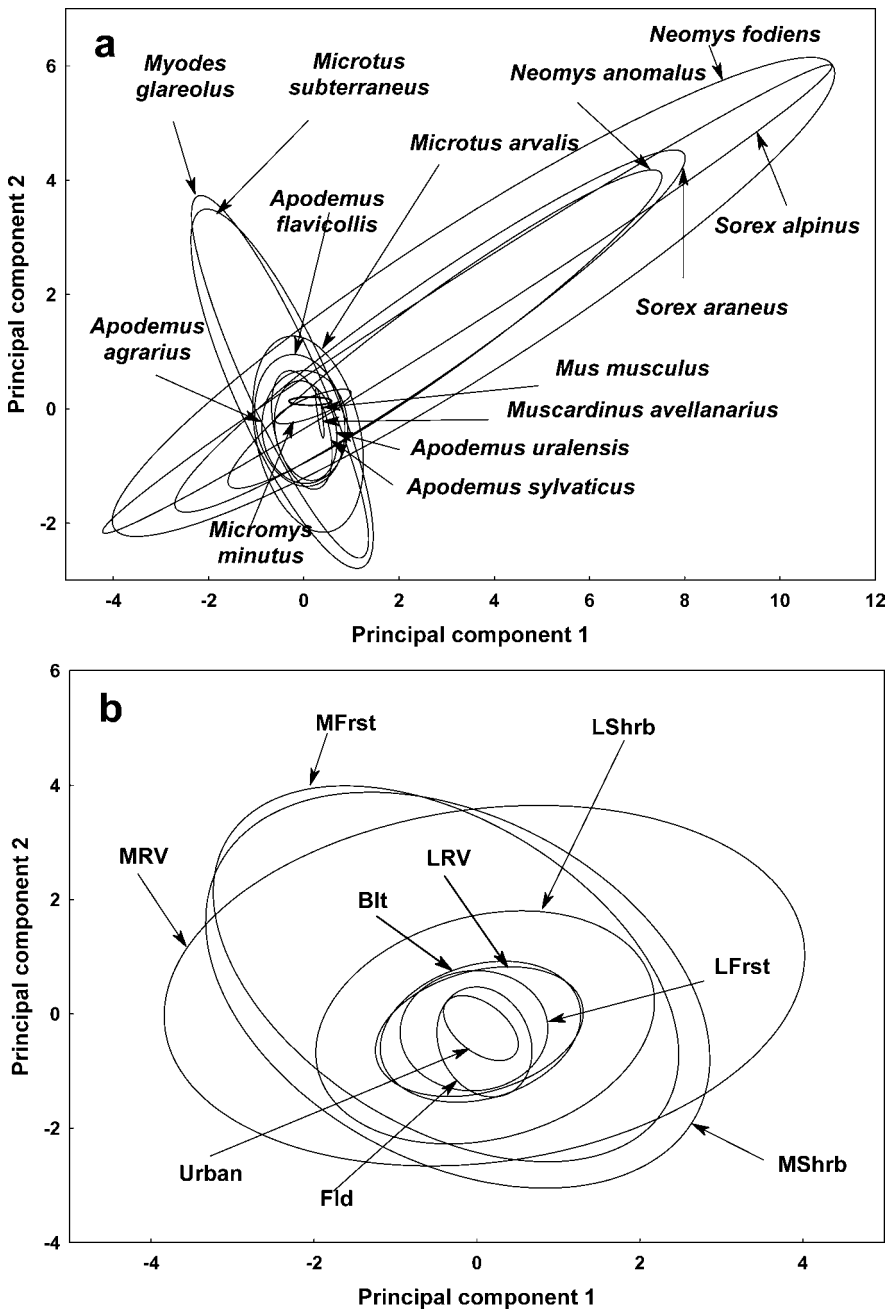 a
Neomys fodiens
Myodes
glareolus
Microtus
subterraneus
Neomys anomalus
Microtus arvalis
Apodemus
flavicollis
Sorex alpinus
Sorex araneus
Apodemus
agrarius
Mus musculus
Muscardinus avellanarius
Apodemus uralensis
Apodemus sylvaticus
Micromys
minutus
Principal component 2
6
4
2
0
-2
-4
-2
0
2
4
6
8
10
12
Principal component 1
b
MFrst
LShrb
MRV
LRV
Blt
LFrst
Urban
Fld
MShrb
Principal component 2
6
4
2
0
-2
-4
-4
-2
0
2
4
Principal component 1